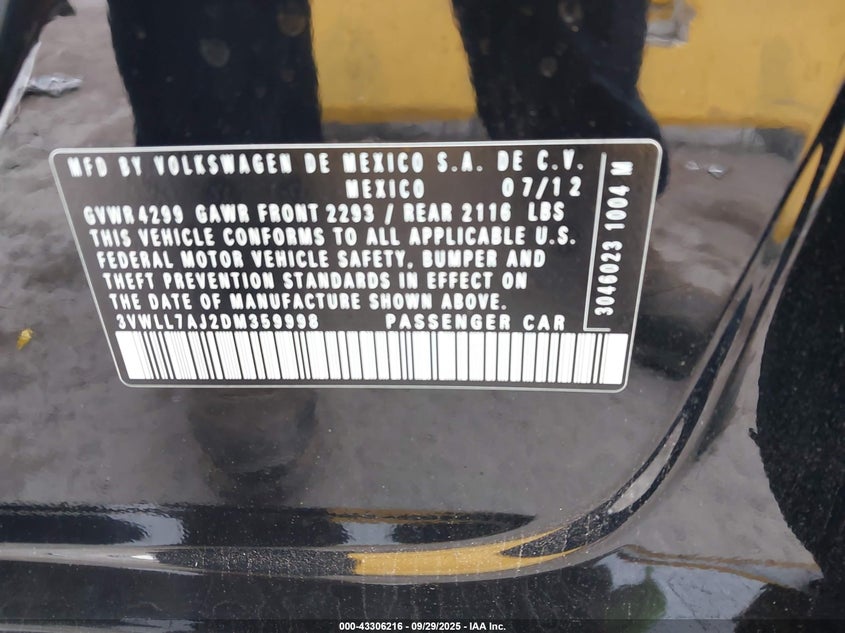 MFD BY VOLKSWAGEN DE MEXICO S.A. DE C.V.
MEXICO 07/12
GVWR 4299 GAWR FRONT 2293 / REAR 2116 LBS
THIS VEHICLE CONFORMS TO ALL APPLICABLE U.S.
FEDERAL MOTOR VEHICLE SAFETY, BUMPER AND
THEFT PREVENTION STANDARDS IN EFFECT ON
THE DATE OF MANUFACTURE SHOWN ABOVE.
3VWLL7AJ2DM359998 PASSENGER CAR
3046023 1004 M
000-43306216 - 09/29/2025 - IAA Inc.